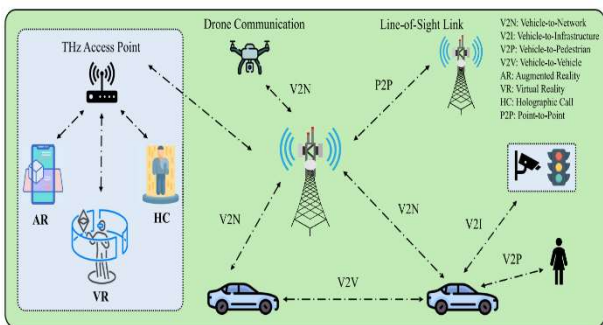 Drone Communication
Line-of-Sight Link
THz Access Point
V2N: Vehicle-to-Network
V2I: Vehicle-to-Infrastructure
V2P: Vehicle-to-Pedestrian
V2V: Vehicle-to-Vehicle
AR: Augmented Reality
VR: Virtual Reality
HC: Holographic Call
P2P: Point-to-Point
V2N
P2P
AR
HC
VR
V2N
V2N
V2I
V2P
V2V